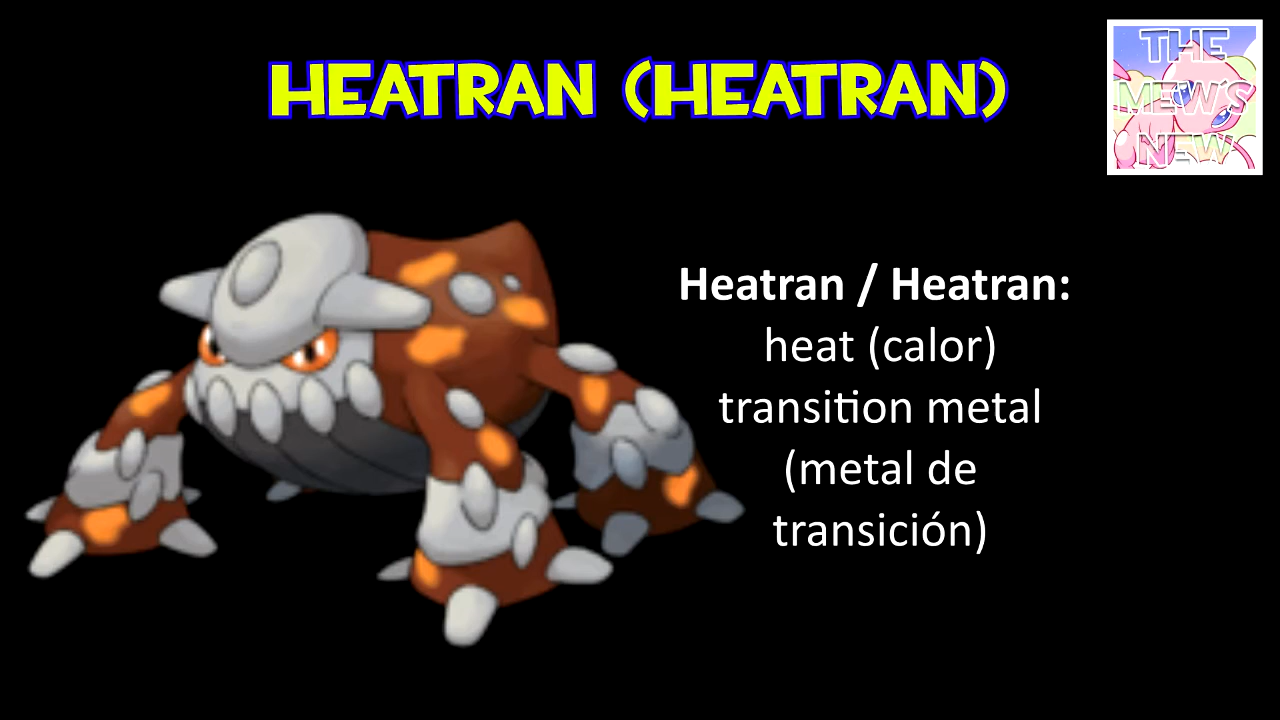 HEATRAN (HEATRAN)
THE
MEW'S
NEW
Heatran / Heatran:
heat (calor)
transition metal
(metal de
transición)